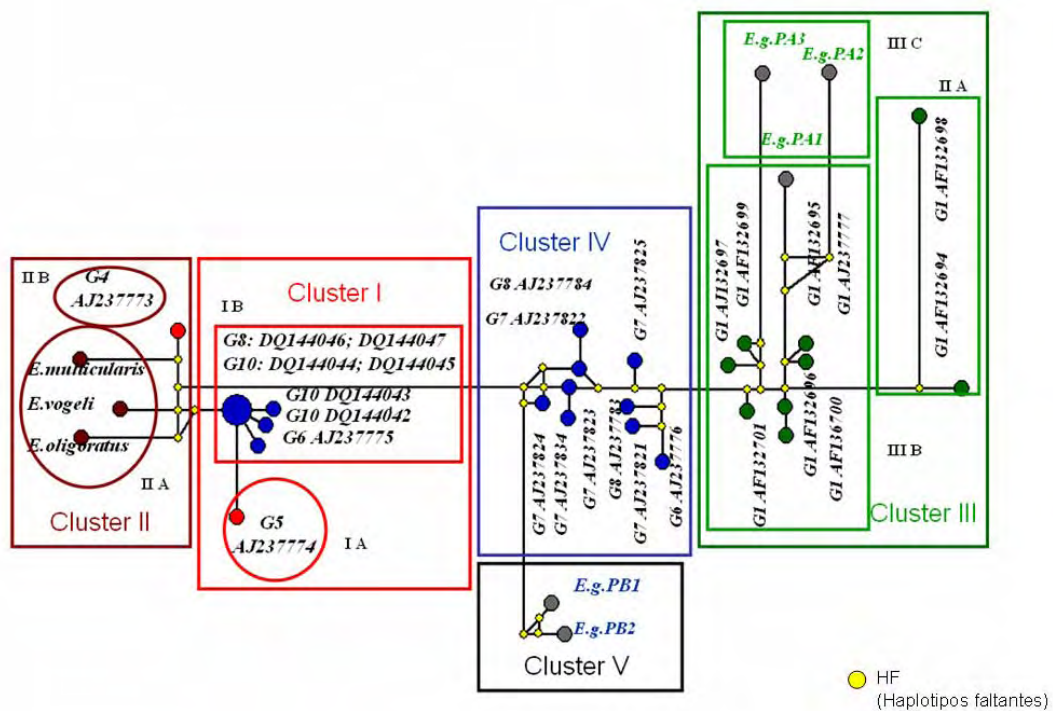 II B
G4
AJ237773
E.multicularis
E.vogeli
E.oligoratus
II A
Cluster II
Cluster I
I B
G8: DQ144046; DQ144047
G10: DQ144044; DQ144045
G10 DQ144043
G10 DQ144042
G6 AJ237775
G5
AJ237774
I A
Cluster IV
G8 AJ237784
G7 AJ237822
G7 AJ237825
G7 AJ237824
G7 AJ237834
G7 AJ237823
G8 AJ237783
G7 AJ237821
G6 AJ237776
E.g.PB1
E.g.PB2
Cluster V
E.g.PA3
E.g.PA2
III C
II A
E.g.PA1
G1 AJ132697
G1 AF132699
G1 AF132695
G1 AJ237777
G1 AF132698
G1 AF132694
G1 AF132701
G1 AF132696
G1 AF136700
III B
Cluster III
HF
(Haplotipos faltantes)